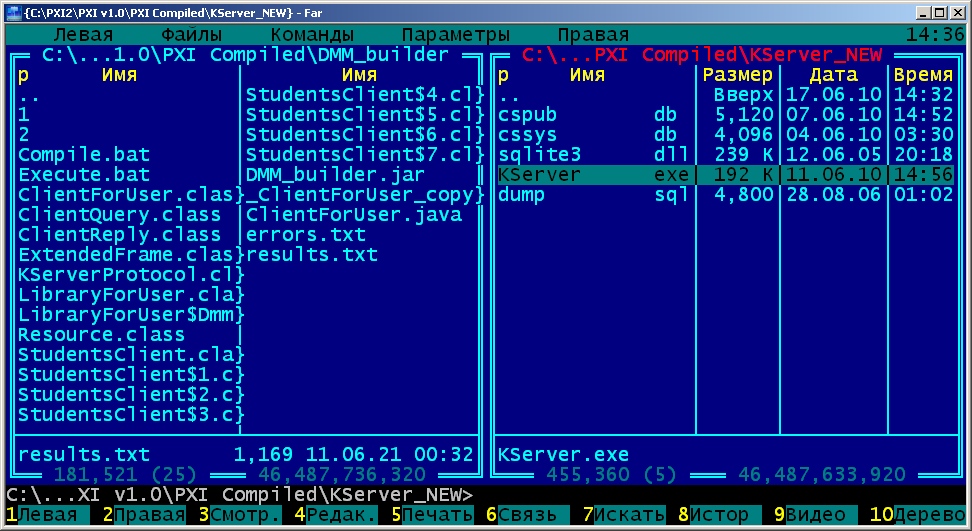 {C:\PXI2\PXI v1.0\PXI Compiled\KServer_NEW} - Far
Левая Файлы Команды Параметры Правая 14:36
C:\...1.0\PXI Compiled\DMM_builder
р Имя Имя
.. StudentsClient$4.cl}
1 StudentsClient$5.cl}
2 StudentsClient$6.cl}
Compile.bat StudentsClient$7.cl}
Execute.bat DMM_builder.jar
ClientForUser.clas} _ClientForUser_copy}
ClientQuery.class ClientForUser.java
ClientReply.class errors.txt
ExtendedFrame.clas} results.txt
KServerProtocol.cl}
LibraryForUser.cla}
LibraryForUser$Dmm}
Resource.class
StudentsClient.cla}
StudentsClient$1.c}
StudentsClient$2.c}
StudentsClient$3.c}
results.txt 1,169 11.06.21 00:32
181,521 (25) 46,487,736,320
C:\...PXI Compiled\KServer_NEW
р Имя Размер Дата Время
.. Вверх 17.06.10 14:32
cspub db 5,120 07.06.10 14:52
cssys db 4,096 04.06.10 03:30
sqlite3 dll 239 K 12.06.05 20:18
KServer exe 192 K 11.06.10 14:56
dump sql 4,800 28.08.06 01:02
KServer.exe
455,360 (5) 46,487,633,920
C:\...XI v1.0\PXI Compiled\KServer_NEW>
1Левая 2Правая 3Смотр. 4Редак. 5Печать 6Связь 7Искать 8Истор 9Видео 10Дерево